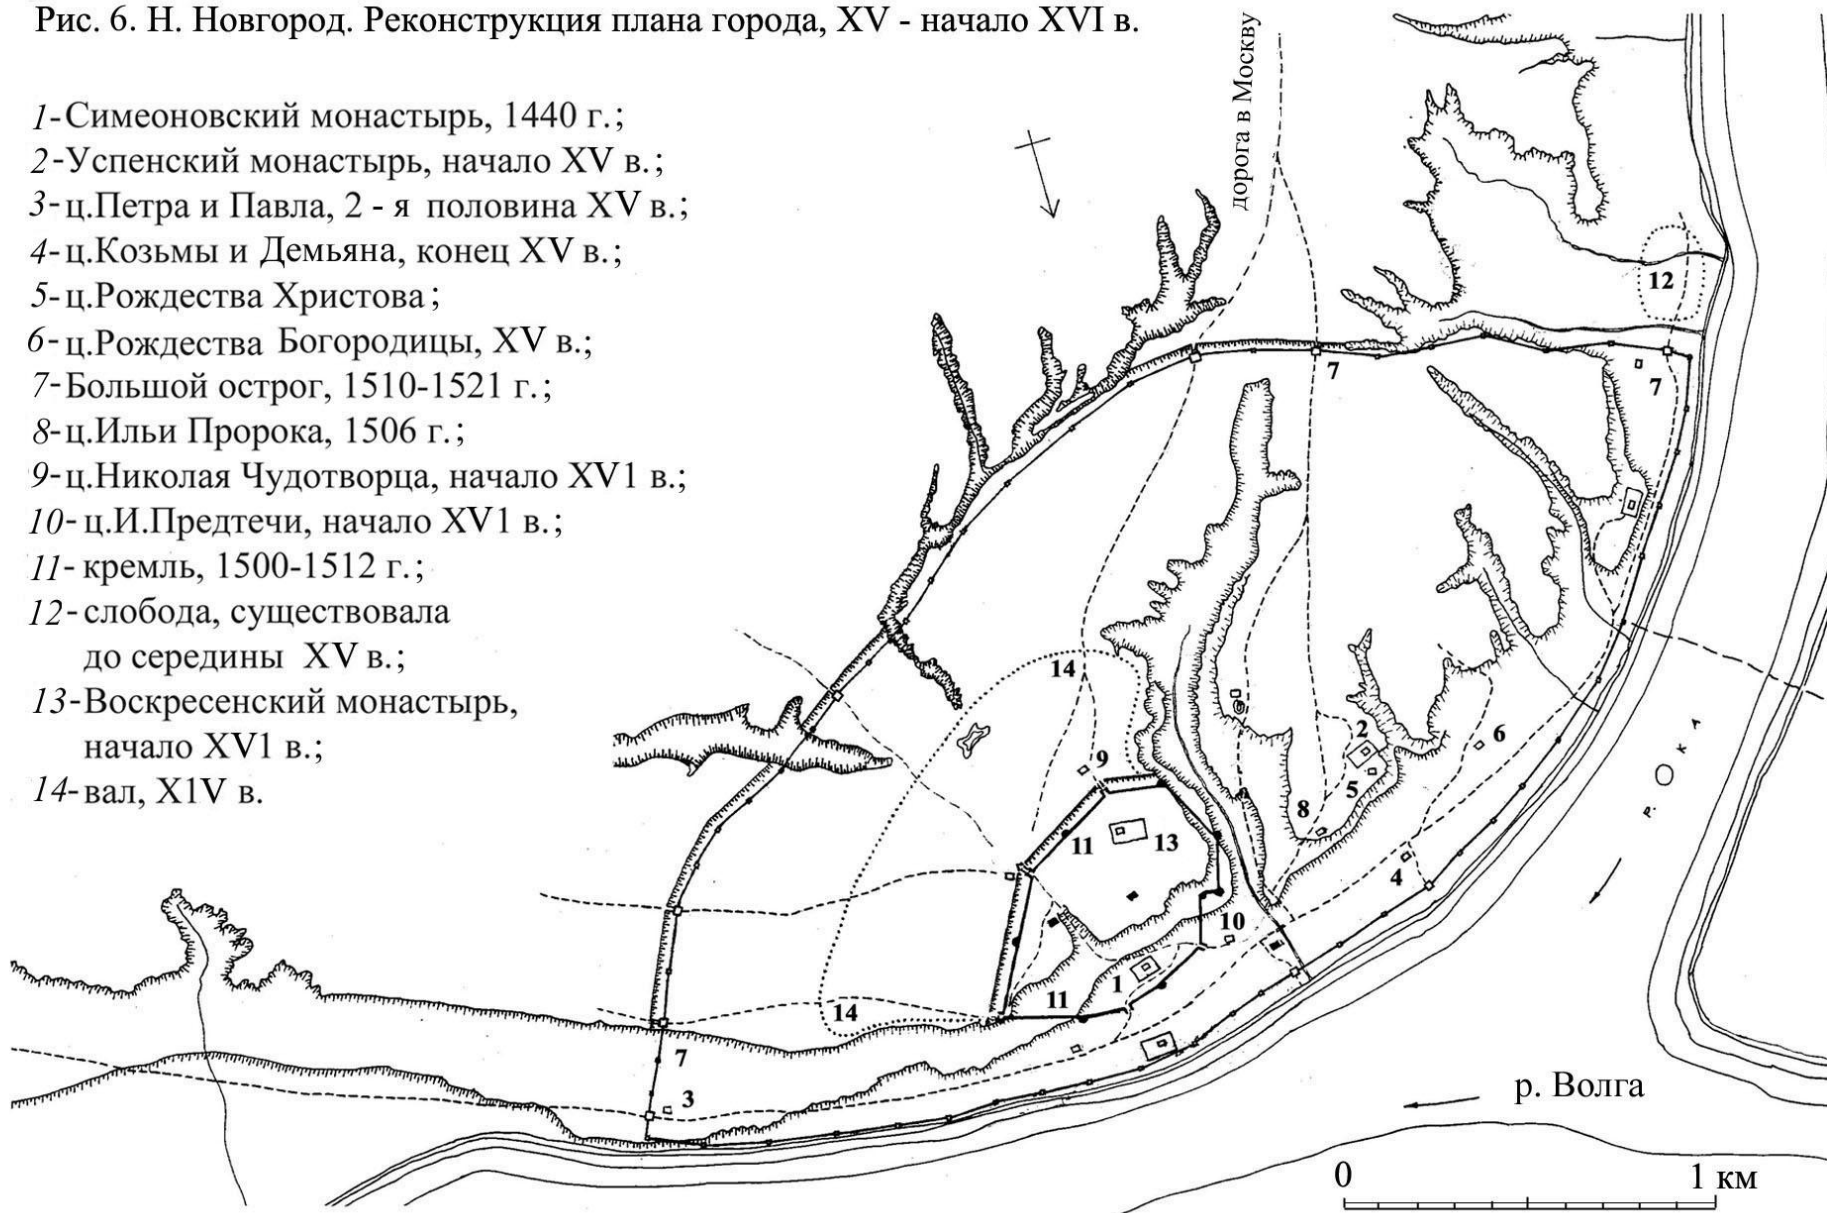 Рис. 6. Н. Новгород. Реконструкция плана города, XV - начало XVI в.
1-Симеоновский монастырь, 1440 г.;
2-Успенский монастырь, начало XV в.;
3-ц.Петра и Павла, 2 - я половина XV в.;
4-ц.Козьмы и Демьяна, конец XV в.;
5-ц.Рождества Христова;
6-ц.Рождества Богородицы, XV в.;
7-Большой острог, 1510-1521 г.;
8-ц.Ильи Пророка, 1506 г.;
9-ц.Николая Чудотворца, начало XV1 в.;
10-ц.И.Предтечи, начало XV1 в.;
11-кремль, 1500-1512 г.;
12-слобода, существовала
до середины XV в.;
13-Воскресенский монастырь,
начало XV1 в.;
14-вал, X1V в.
дорога в Москву
12
7
7
14
2
6
9
5
8
11
13
4
10
1
11
14
7
3
р. Ока
р. Волга
0
1 км